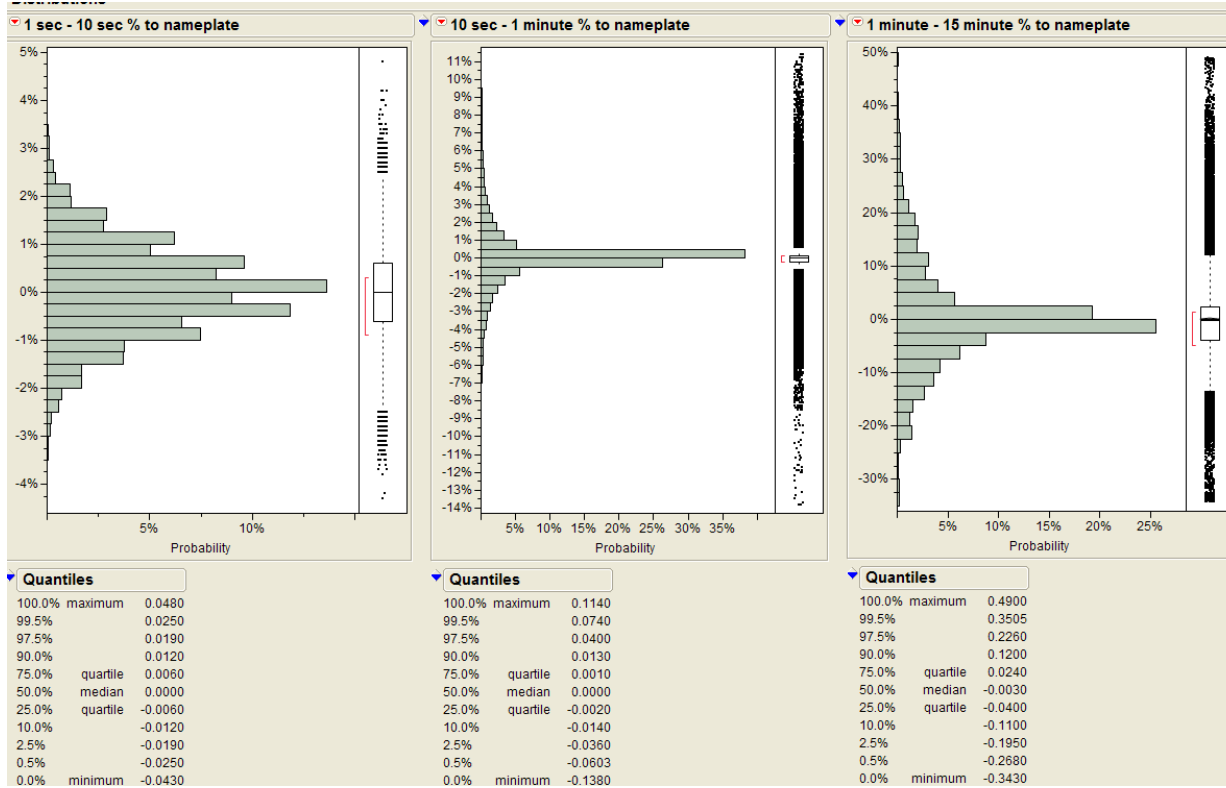 Distributions
1 sec - 10 sec % to nameplate
5%
4%
3%
2%
1%
0%
-1%
-2%
-3%
-4%
5% 10%
Probability
Quantiles
100.0% maximum 0.0480
99.5% 0.0250
97.5% 0.0190
90.0% 0.0120
75.0% quartile 0.0060
50.0% median 0.0000
25.0% quartile -0.0060
10.0% -0.0120
2.5% -0.0190
0.5% -0.0250
0.0% minimum -0.0430
10 sec - 1 minute % to nameplate
11%
10%
9%
8%
7%
6%
5%
4%
3%
2%
1%
0%
-1%
-2%
-3%
-4%
-5%
-6%
-7%
-8%
-9%
-10%
-11%
-12%
-13%
-14%
5% 10% 15% 20% 25% 30% 35%
Probability
Quantiles
100.0% maximum 0.1140
99.5% 0.0740
97.5% 0.0400
90.0% 0.0130
75.0% quartile 0.0010
50.0% median 0.0000
25.0% quartile -0.0020
10.0% -0.0140
2.5% -0.0360
0.5% -0.0603
0.0% minimum -0.1380
1 minute - 15 minute % to nameplate
50%
40%
30%
20%
10%
0%
-10%
-20%
-30%
5% 10% 15% 20% 25%
Probability
Quantiles
100.0% maximum 0.4900
99.5% 0.3505
97.5% 0.2260
90.0% 0.1200
75.0% quartile 0.0240
50.0% median -0.0030
25.0% quartile -0.0400
10.0% -0.1100
2.5% -0.1950
0.5% -0.2680
0.0% minimum -0.3430